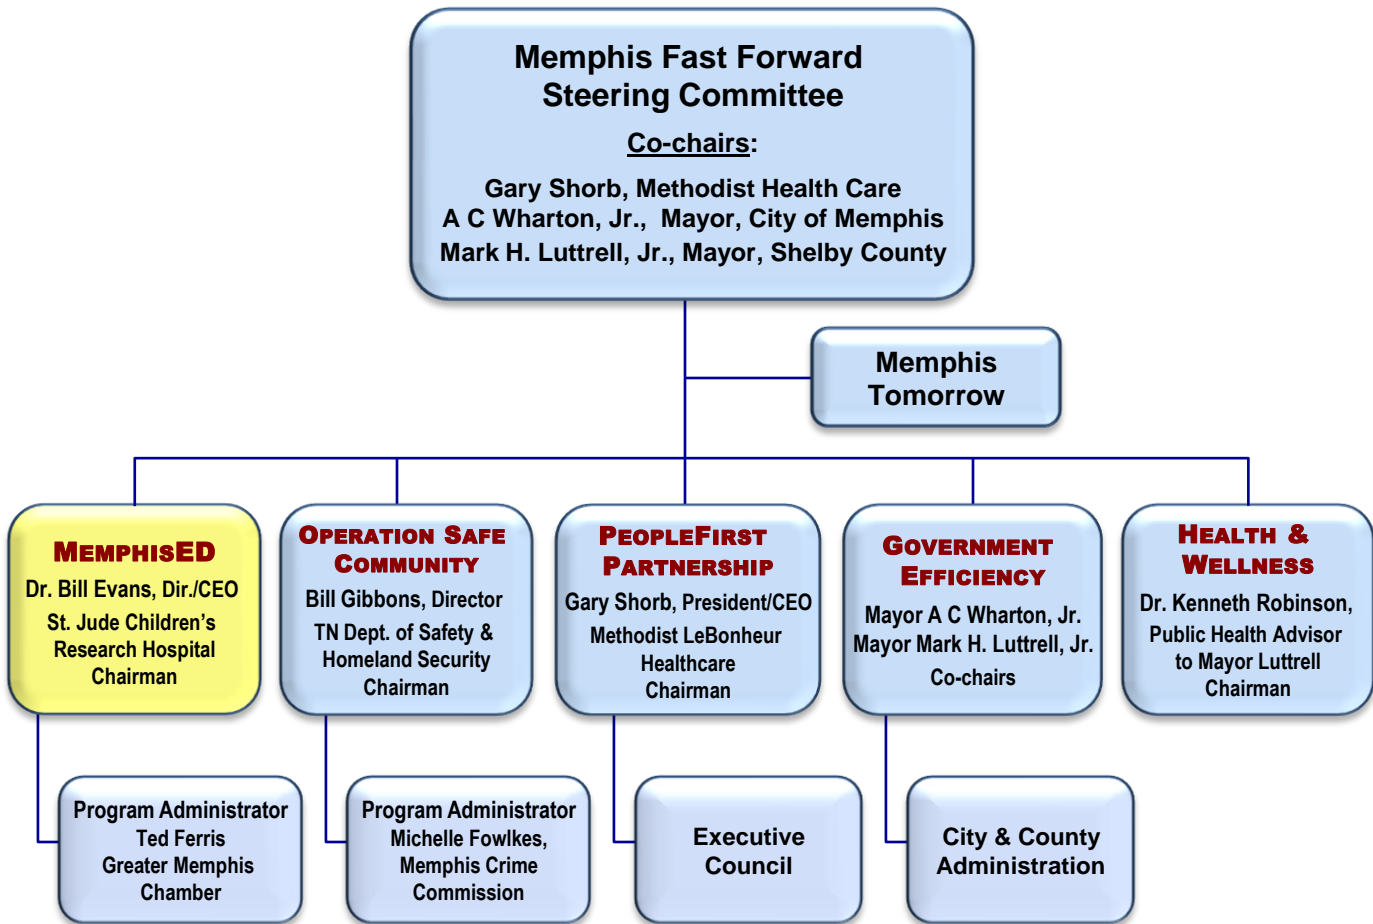 Memphis Fast Forward
Steering Committee
Co-chairs:
Gary Shorb, Methodist Health Care
A C Wharton, Jr., Mayor, City of Memphis
Mark H. Luttrell, Jr., Mayor, Shelby County
Memphis
Tomorrow
MEMPHISED
Dr. Bill Evans, Dir./CEO
St. Jude Children's
Research Hospital
Chairman
OPERATION SAFE
COMMUNITY
Bill Gibbons, Director
TN Dept. of Safety &
Homeland Security
Chairman
PEOPLEFIRST
PARTNERSHIP
Gary Shorb, President/CEO
Methodist LeBonheur
Healthcare
Chairman
GOVERNMENT
EFFICIENCY
Mayor A C Wharton, Jr.
Mayor Mark H. Luttrell, Jr.
Co-chairs
HEALTH &
WELLNESS
Dr. Kenneth Robinson,
Public Health Advisor
to Mayor Luttrell
Chairman
Program Administrator
Ted Ferris
Greater Memphis
Chamber
Program Administrator
Michelle Fowlkes,
Memphis Crime
Commission
Executive
Council
City & County
Administration